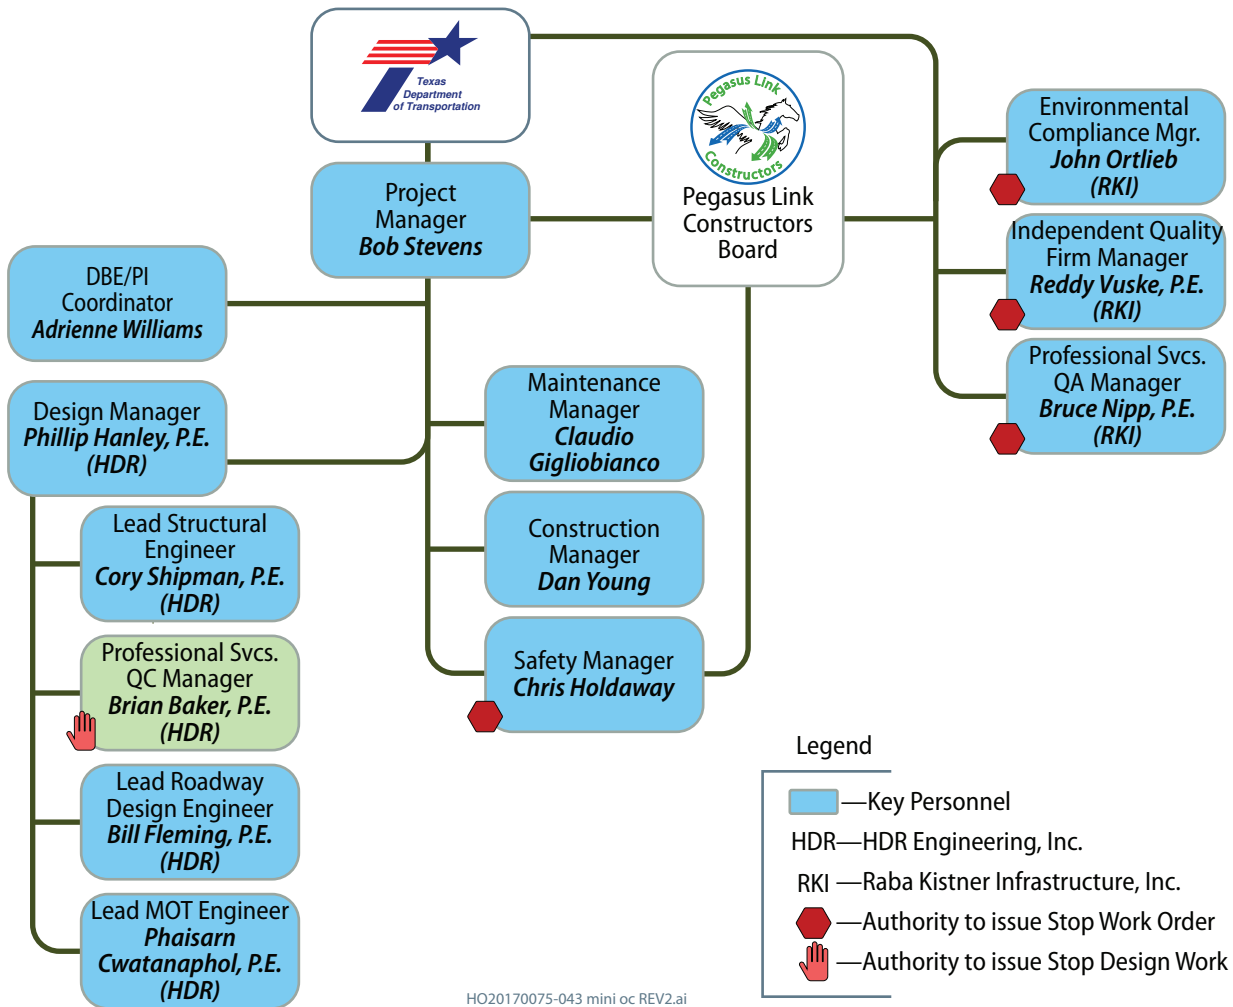 Texas
Department
of Transportation
Pegasus Link
Constructors
Pegasus Link
Constructors
Board
Project
Manager
Bob Stevens
DBE/PI
Coordinator
Adrienne Williams
Design Manager
Phillip Hanley, P.E.
(HDR)
Lead Structural
Engineer
Cory Shipman, P.E.
(HDR)
Professional Svcs.
QC Manager
Brian Baker, P.E.
(HDR)
Lead Roadway
Design Engineer
Bill Fleming, P.E.
(HDR)
Lead MOT Engineer
Phaisarn
Cwatanaphol, P.E.
(HDR)
Maintenance
Manager
Claudio
Gigliobianco
Construction
Manager
Dan Young
Safety Manager
Chris Holdaway
Environmental
Compliance Mgr.
John Ortlieb
(RKI)
Independent Quality
Firm Manager
Reddy Vuske, P.E.
(RKI)
Professional Svcs.
QA Manager
Bruce Nipp, P.E.
(RKI)
Legend
—Key Personnel
HDR—HDR Engineering, Inc.
RKI —Raba Kistner Infrastructure, Inc.
—Authority to issue Stop Work Order
—Authority to issue Stop Design Work
HO20170075-043 mini oc REV2.ai